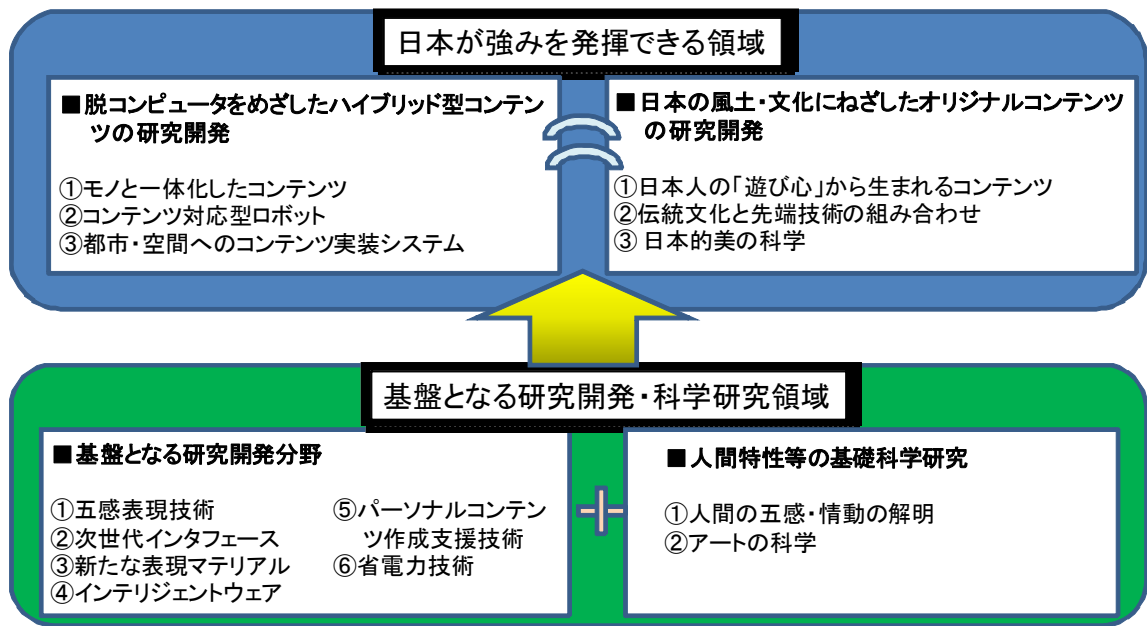 日本が強みを発揮できる領域
■脱コンピュータをめざしたハイブリッド型コンテン
ツの研究開発
①モノと一体化したコンテンツ
②コンテンツ対応型ロボット
③都市・空間へのコンテンツ実装システム
■日本の風土・文化にねざしたオリジナルコンテンツ
の研究開発
①日本人の「遊び心」から生まれるコンテンツ
②伝統文化と先端技術の組み合わせ
③ 日本的美の科学
基盤となる研究開発・科学研究領域
■基盤となる研究開発分野
①五感表現技術
②次世代インタフェース
③新たな表現マテリアル
④インテリジェントウェア
⑤パーソナルコンテン
ツ作成支援技術
⑥省電力技術
■人間特性等の基礎科学研究
①人間の五感・情動の解明
②アートの科学